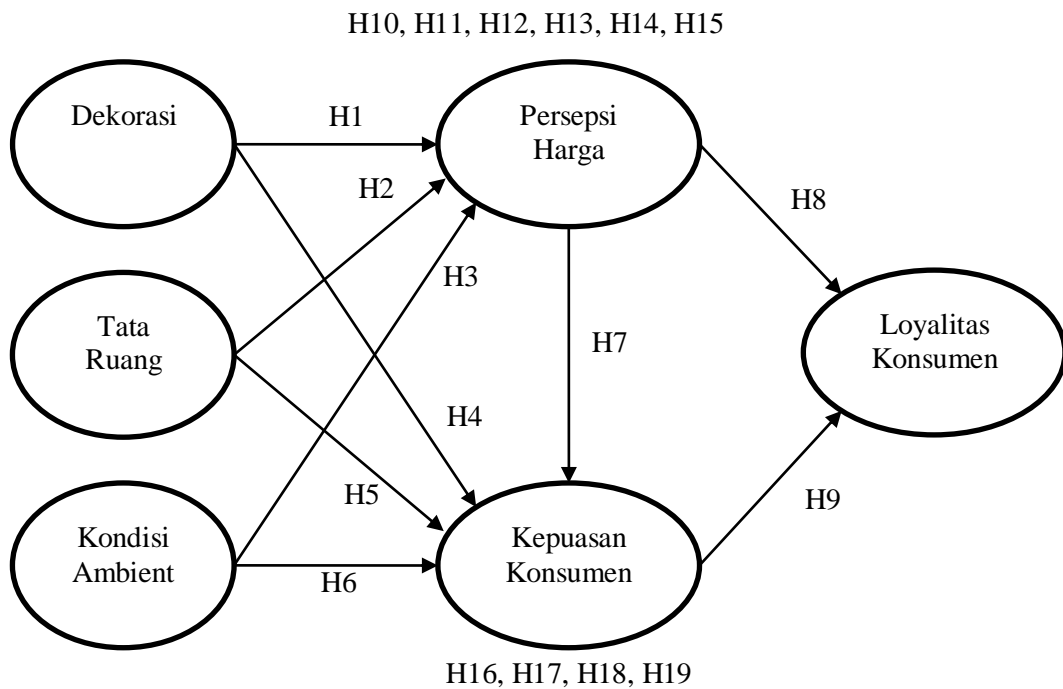 H10, H11, H12, H13, H14, H15
Dekorasi
H1
Persepsi
Harga
H2
H8
H3
Tata
Ruang
H7
Loyalitas
Konsumen
H4
H5
Kondisi
Ambient
H6
Kepuasan
Konsumen
H9
H16, H17, H18, H19